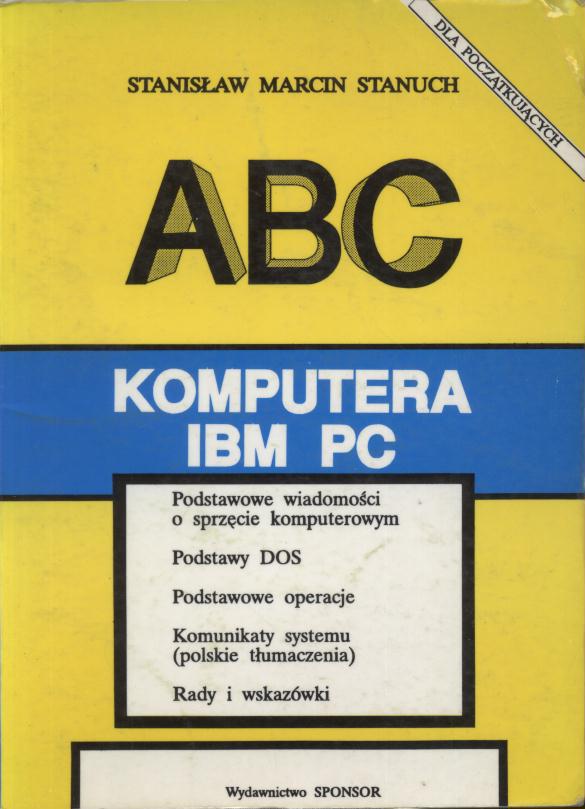 DLA POCZĄTKUJĄCYCH
STANISŁAW MARCIN STANUCH
ABC
KOMPUTERA
IBM PC
Podstawowe wiadomości
o sprzęcie komputerowym
Podstawy DOS
Podstawowe operacje
Komunikaty systemu
(polskie tłumaczenia)
Rady i wskazówki
Wydawnictwo SPONSOR